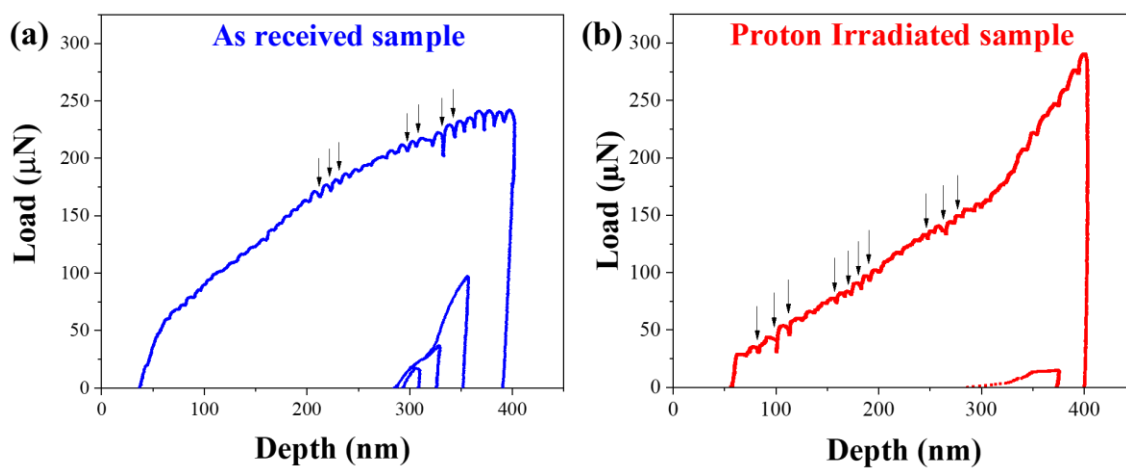 (a)
As received sample
300
250
200
150
100
50
0
0 100 200 300 400
Load (μN)
Depth (nm)
(b)
Proton Irradiated sample
300
250
200
150
100
50
0
0 100 200 300 400
Load (μN)
Depth (nm)